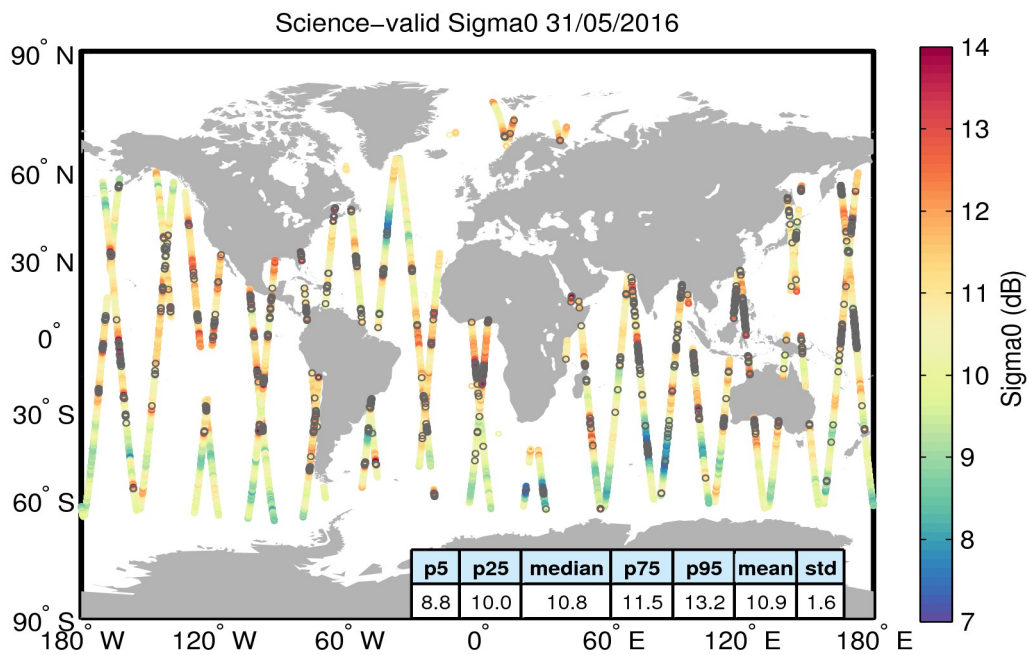 Science−valid Sigma0 31/05/2016
90° N
60° N
30° N
0°
30° S
60° S
90° S
180° W
120° W
60° W
0°
60° E
120° E
180° E
p5 p25 median p75 p95 mean std
8.8 10.0 10.8 11.5 13.2 10.9 1.6
14
13
12
11
10
9
8
7
Sigma0 (dB)